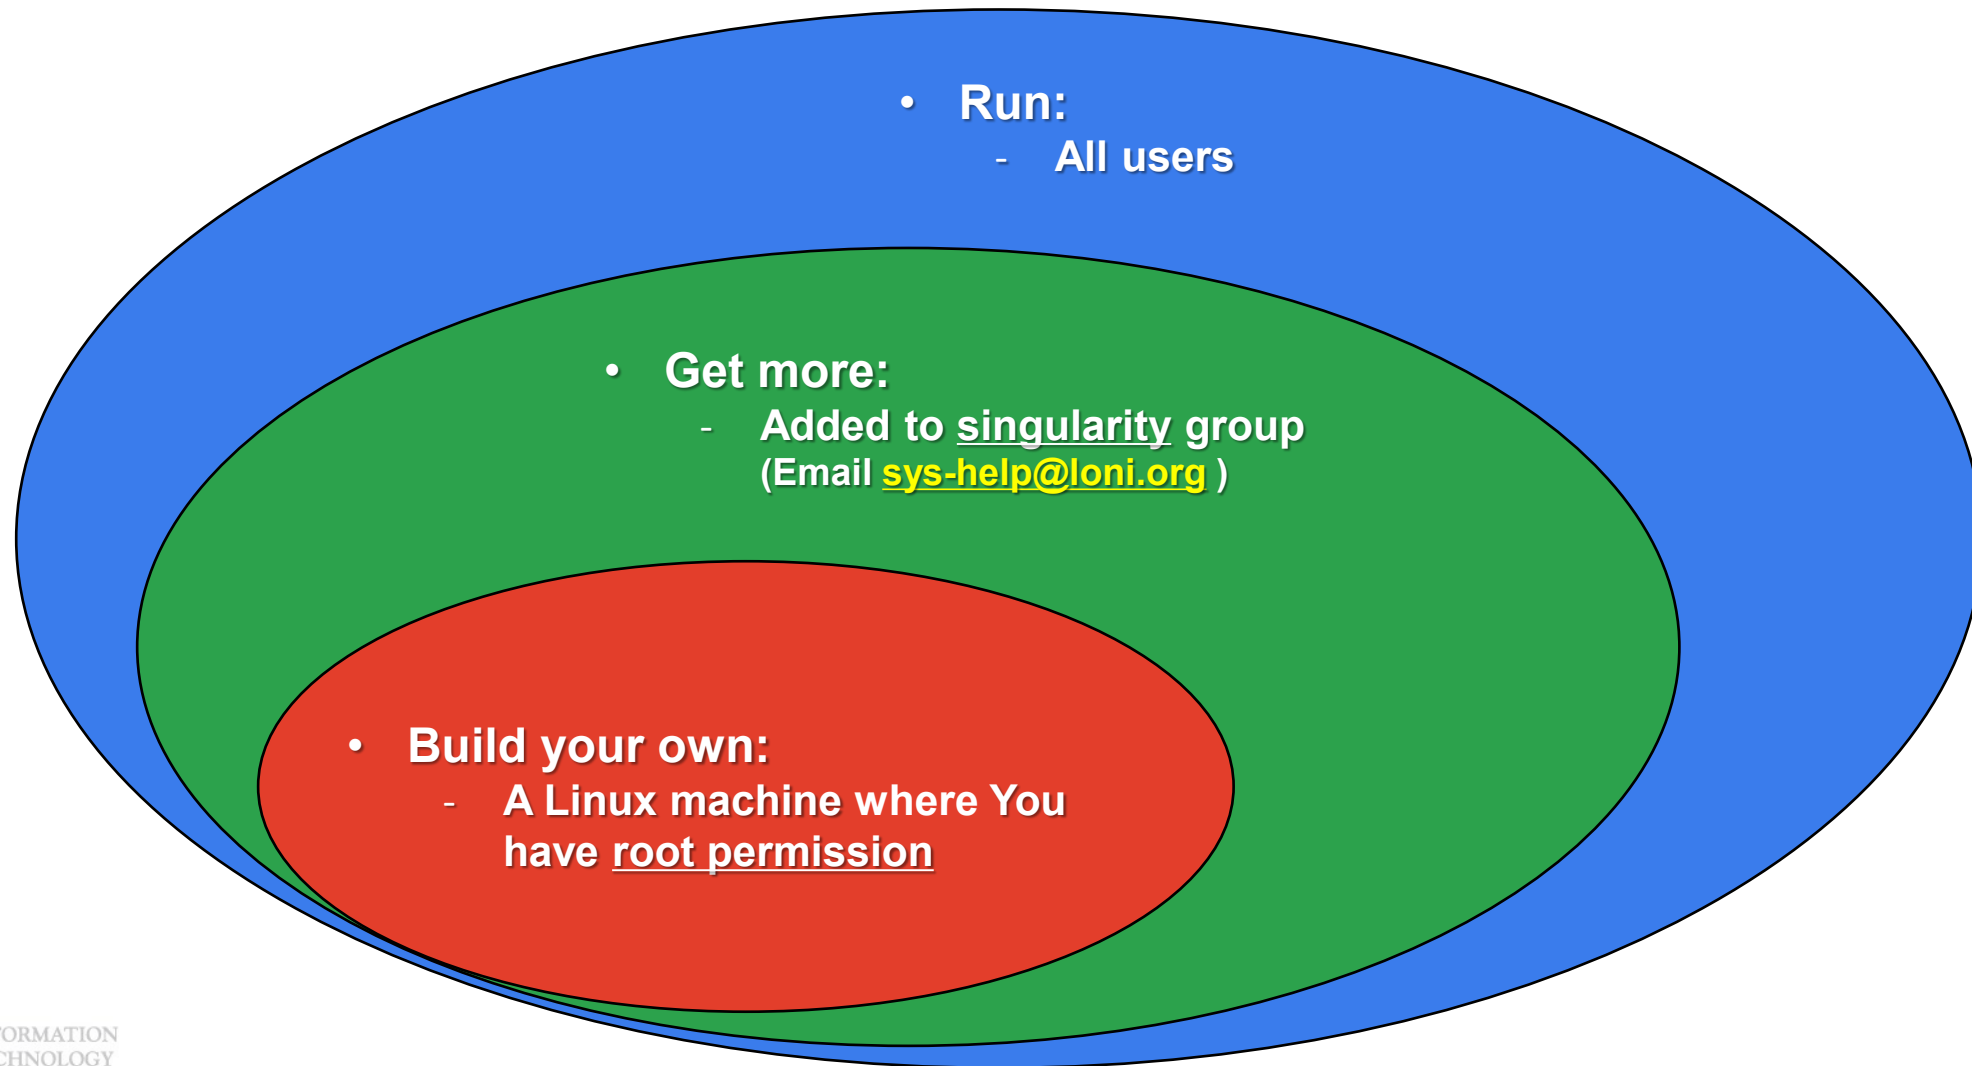 • Run:
- All users
• Get more:
- Added to singularity group
(Email sys-help@loni.org )
• Build your own:
- A Linux machine where You
have root permission
FORMATION
CHNOLOGY